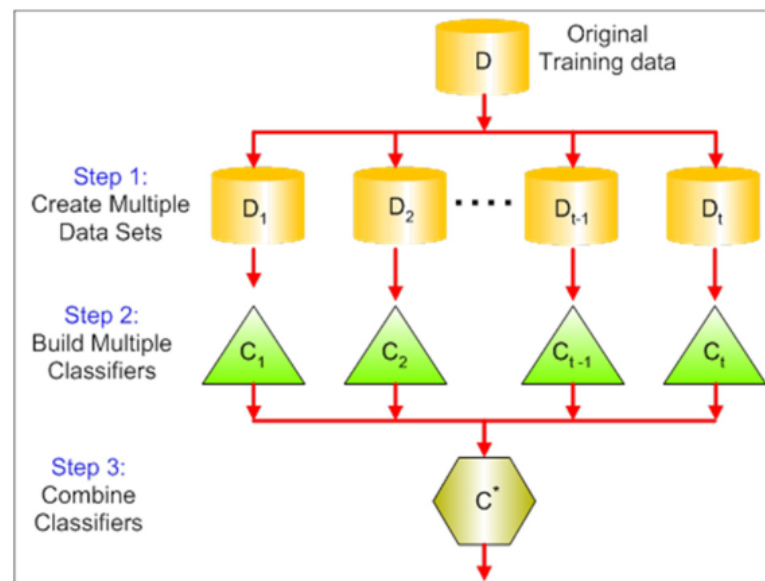 Original
Training data
D
Step 1:
Create Multiple
Data Sets
D₁
D₂
....
Dₜ₋₁
Dₜ
Step 2:
Build Multiple
Classifiers
C₁
C₂
Cₜ₋₁
Cₜ
Step 3:
Combine
Classifiers
C*